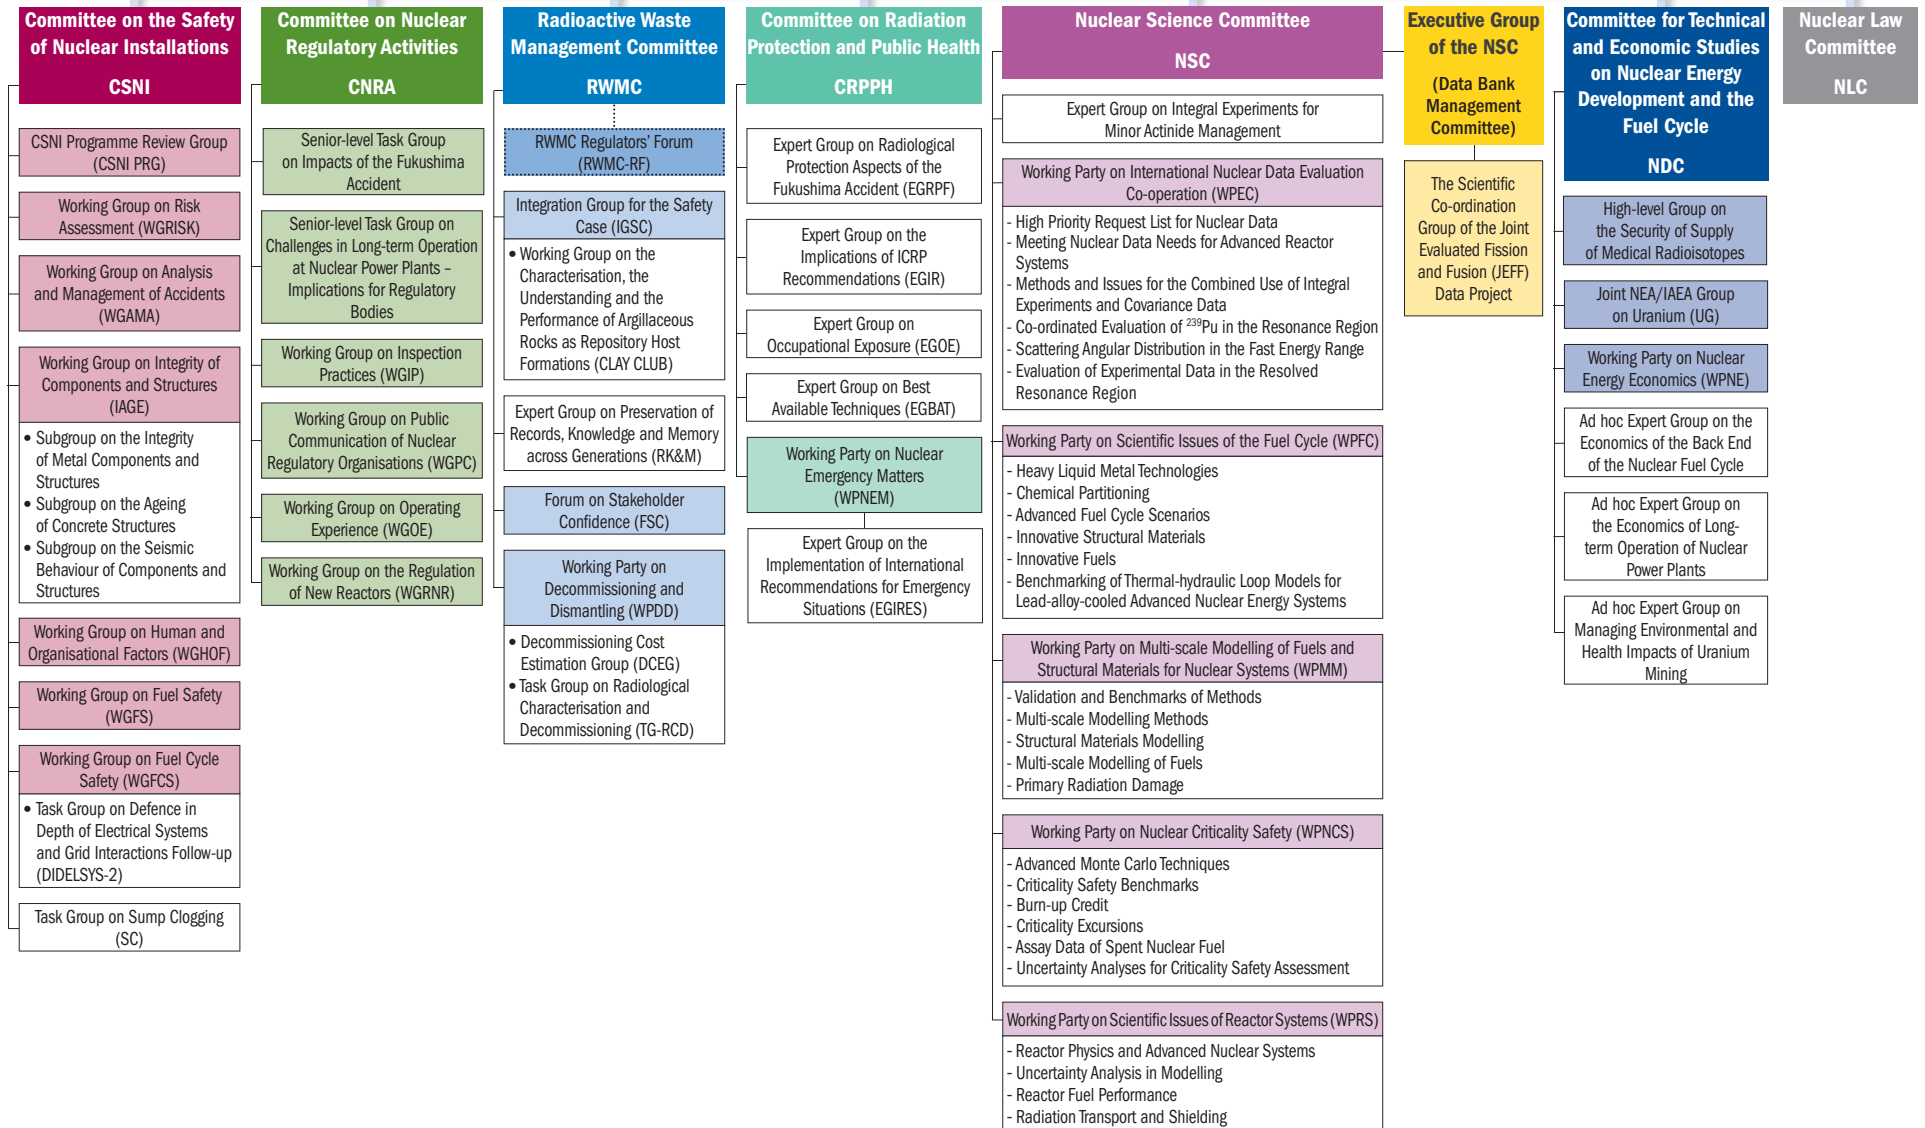 Committee on the Safety
of Nuclear Installations
CSNI
CSNI Programme Review Group
(CSNI PRG)
Working Group on Risk
Assessment (WGRISK)
Working Group on Analysis
and Management of Accidents
(WGAMA)
Working Group on Integrity of
Components and Structures
(IAGE)
• Subgroup on the Integrity
of Metal Components and
Structures
• Subgroup on the Ageing
of Concrete Structures
• Subgroup on the Seismic
Behaviour of Components and
Structures
Working Group on Human and
Organisational Factors (WGHOF)
Working Group on Fuel Safety
(WGFS)
Working Group on Fuel Cycle
Safety (WGFCS)
• Task Group on Defence in
Depth of Electrical Systems
and Grid Interactions Follow-up
(DIDELSYS-2)
Task Group on Sump Clogging
(SC)
Committee on Nuclear
Regulatory Activities
CNRA
Senior-level Task Group
on Impacts of the Fukushima
Accident
Senior-level Task Group on
Challenges in Long-term Operation
at Nuclear Power Plants –
Implications for Regulatory
Bodies
Working Group on Inspection
Practices (WGIP)
Working Group on Public
Communication of Nuclear
Regulatory Organisations (WGPC)
Working Group on Operating
Experience (WGOE)
Working Group on the Regulation
of New Reactors (WGRNR)
Radioactive Waste
Management Committee
RWMC
RWMC Regulators' Forum
(RWMC-RF)
Integration Group for the Safety
Case (IGSC)
• Working Group on the
Characterisation, the
Understanding and the
Performance of Argillaceous
Rocks as Repository Host
Formations (CLAY CLUB)
Expert Group on Preservation of
Records, Knowledge and Memory
across Generations (RK&M)
Forum on Stakeholder
Confidence (FSC)
Working Party on
Decommissioning and
Dismantling (WPDD)
• Decommissioning Cost
Estimation Group (DCEG)
• Task Group on Radiological
Characterisation and
Decommissioning (TG-RCD)
Committee on Radiation
Protection and Public Health
CRPPH
Expert Group on Radiological
Protection Aspects of the
Fukushima Accident (EGRPF)
Expert Group on the
Implications of ICRP
Recommendations (EGIR)
Expert Group on
Occupational Exposure (EGOE)
Expert Group on Best
Available Techniques (EGBAT)
Working Party on Nuclear
Emergency Matters
(WPNEM)
Expert Group on the
Implementation of International
Recommendations for Emergency
Situations (EGIRES)
Nuclear Science Committee
NSC
Expert Group on Integral Experiments for
Minor Actinide Management
Working Party on International Nuclear Data Evaluation
Co-operation (WPEC)
- High Priority Request List for Nuclear Data
- Meeting Nuclear Data Needs for Advanced Reactor
Systems
- Methods and Issues for the Combined Use of Integral
Experiments and Covariance Data
- Co-ordinated Evaluation of ²³⁹Pu in the Resonance Region
- Scattering Angular Distribution in the Fast Energy Range
- Evaluation of Experimental Data in the Resolved
Resonance Region
Working Party on Scientific Issues of the Fuel Cycle (WPFC)
- Heavy Liquid Metal Technologies
- Chemical Partitioning
- Advanced Fuel Cycle Scenarios
- Innovative Structural Materials
- Innovative Fuels
- Benchmarking of Thermal-hydraulic Loop Models for
Lead-alloy-cooled Advanced Nuclear Energy Systems
Working Party on Multi-scale Modelling of Fuels and
Structural Materials for Nuclear Systems (WPMM)
- Validation and Benchmarks of Methods
- Multi-scale Modelling Methods
- Structural Materials Modelling
- Multi-scale Modelling of Fuels
- Primary Radiation Damage
Working Party on Nuclear Criticality Safety (WPNCS)
- Advanced Monte Carlo Techniques
- Criticality Safety Benchmarks
- Burn-up Credit
- Criticality Excursions
- Assay Data of Spent Nuclear Fuel
- Uncertainty Analyses for Criticality Safety Assessment
Working Party on Scientific Issues of Reactor Systems (WPRS)
- Reactor Physics and Advanced Nuclear Systems
- Uncertainty Analysis in Modelling
- Reactor Fuel Performance
- Radiation Transport and Shielding
Executive Group
of the NSC
(Data Bank
Management
Committee)
The Scientific
Co-ordination
Group of the Joint
Evaluated Fission
and Fusion (JEFF)
Data Project
Committee for Technical
and Economic Studies
on Nuclear Energy
Development and the
Fuel Cycle
NDC
High-level Group on
the Security of Supply
of Medical Radioisotopes
Joint NEA/IAEA Group
on Uranium (UG)
Working Party on Nuclear
Energy Economics (WPNE)
Ad hoc Expert Group on the
Economics of the Back End
of the Nuclear Fuel Cycle
Ad hoc Expert Group on
the Economics of Long-
term Operation of Nuclear
Power Plants
Ad hoc Expert Group on
Managing Environmental and
Health Impacts of Uranium
Mining
Nuclear Law
Committee
NLC